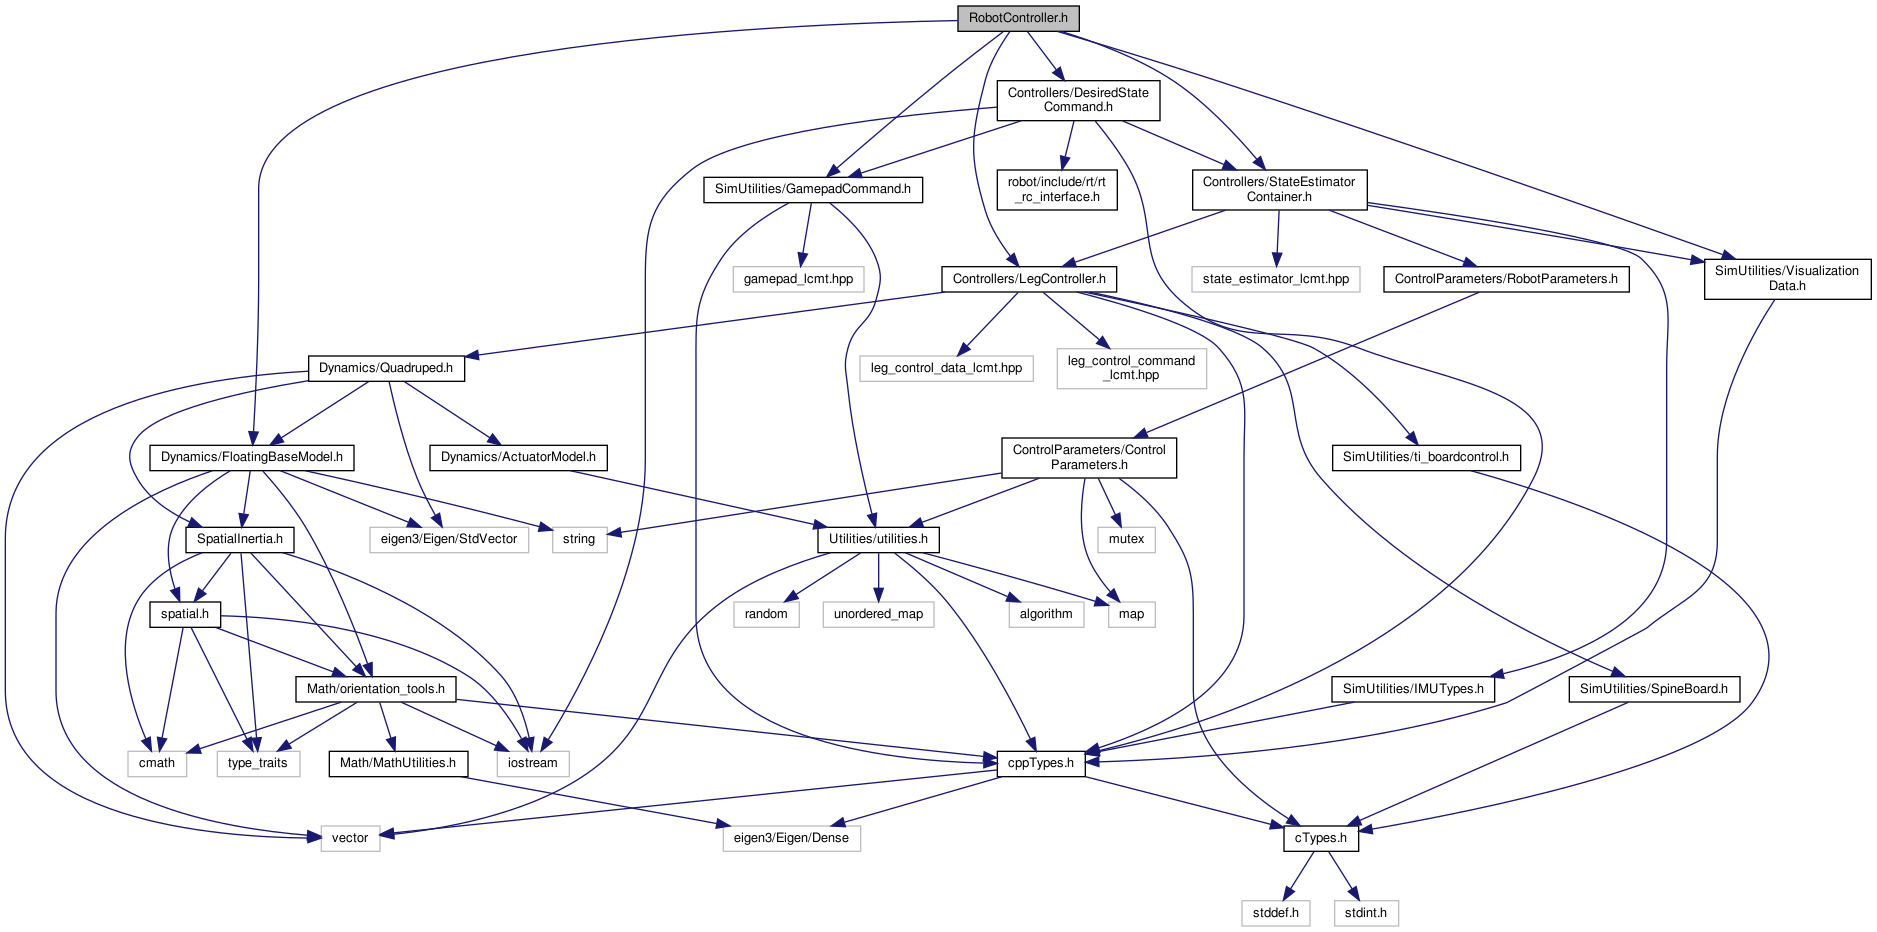 RobotController.h
Controllers/DesiredState
Command.h
SimUtilities/GamepadCommand.h
robot/include/rt/rt
_rc_interface.h
Controllers/StateEstimator
Container.h
gamepad_lcmt.hpp
Controllers/LegController.h
state_estimator_lcmt.hpp
ControlParameters/RobotParameters.h
SimUtilities/Visualization
Data.h
Dynamics/Quadruped.h
leg_control_data_lcmt.hpp
leg_control_command
_lcmt.hpp
Dynamics/FloatingBaseModel.h
Dynamics/ActuatorModel.h
ControlParameters/Control
Parameters.h
SimUtilities/ti_boardcontrol.h
SpatialInertia.h
eigen3/Eigen/StdVector
string
Utilities/utilities.h
mutex
spatial.h
random
unordered_map
algorithm
map
Math/orientation_tools.h
SimUtilities/IMUTypes.h
SimUtilities/SpineBoard.h
cmath
type_traits
Math/MathUtilities.h
iostream
cppTypes.h
vector
eigen3/Eigen/Dense
cTypes.h
stddef.h
stdint.h